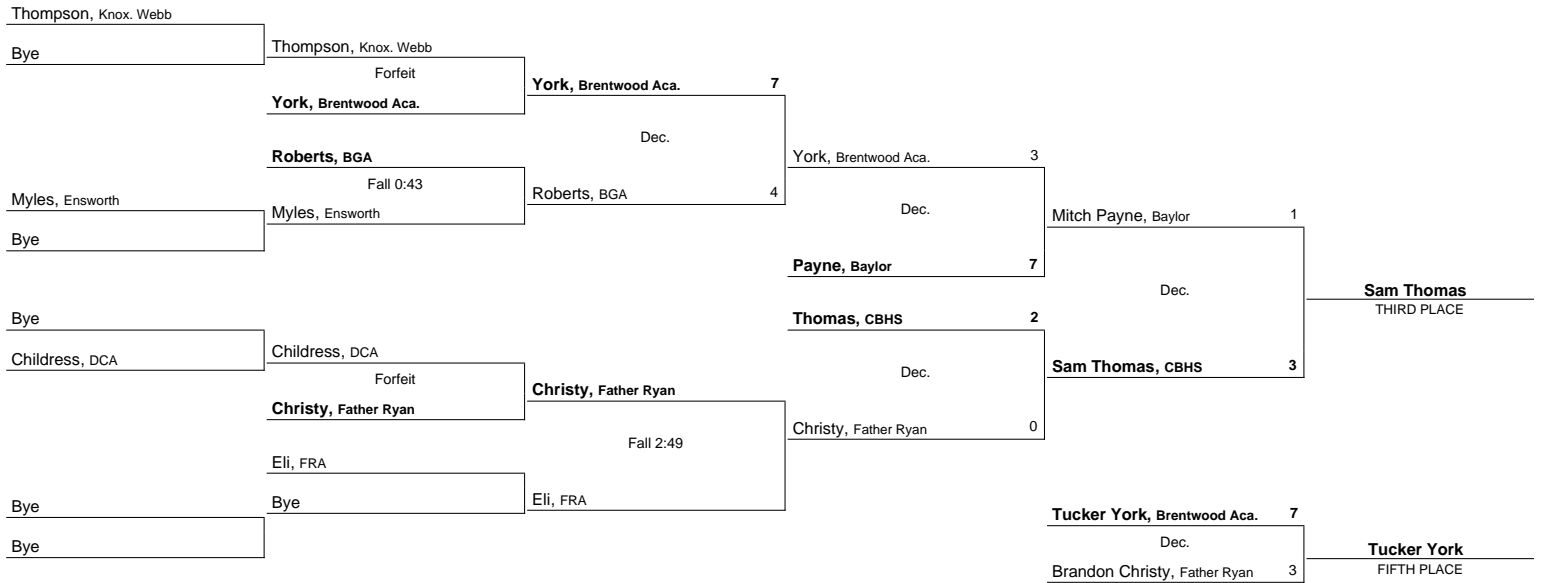 Thompson, Knox. Webb
Bye
Thompson, Knox. Webb
Forfeit
York, Brentwood Aca.
York, Brentwood Aca. 7
Dec.
Roberts, BGA
Fall 0:43
Myles, Ensworth
Myles, Ensworth
Bye
Roberts, BGA 4
York, Brentwood Aca. 3
Dec.
Payne, Baylor 7
Mitch Payne, Baylor 1
Dec.
Sam Thomas
THIRD PLACE
Bye
Childress, DCA
Childress, DCA
Forfeit
Christy, Father Ryan
Christy, Father Ryan
Fall 2:49
Thomas, CBHS 2
Dec.
Christy, Father Ryan 0
Sam Thomas, CBHS 3
Eli, FRA
Bye
Eli, FRA
Bye
Bye
Tucker York, Brentwood Aca. 7
Dec.
Brandon Christy, Father Ryan 3
Tucker York
FIFTH PLACE